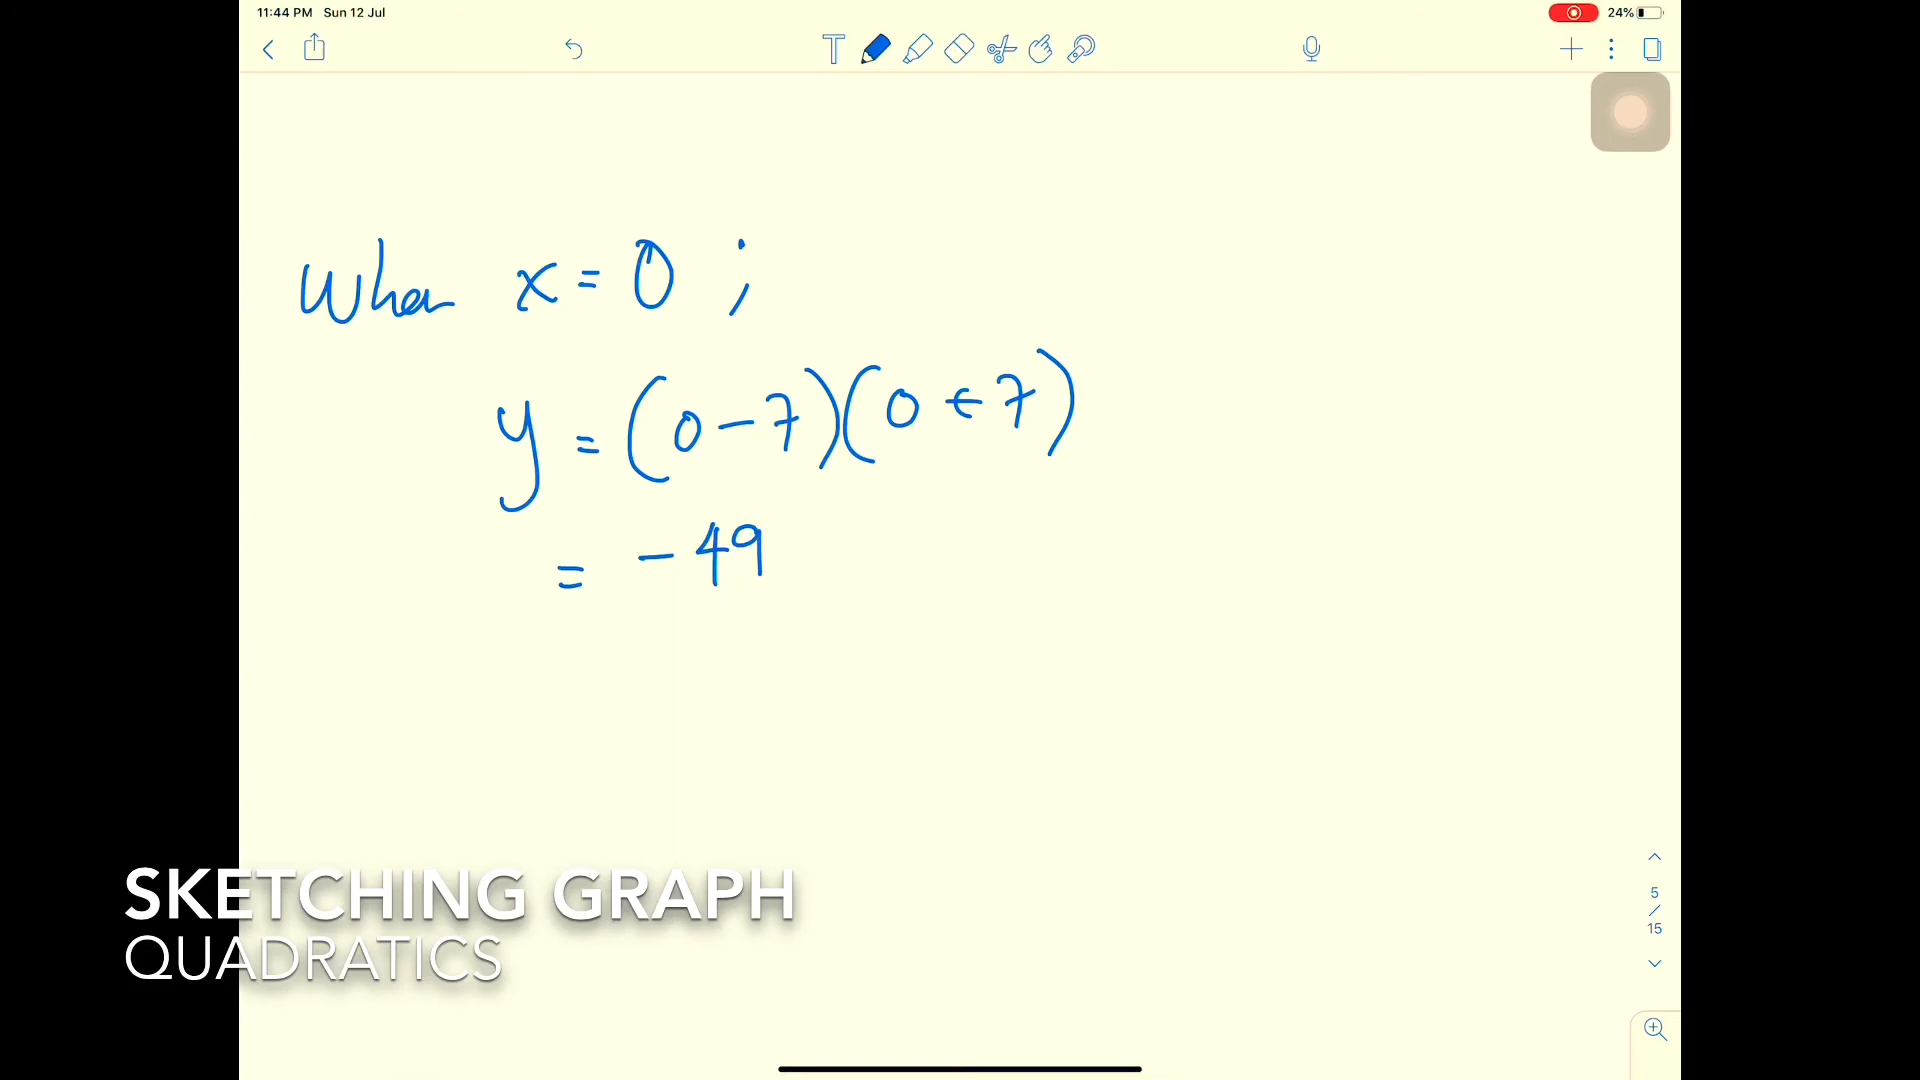 11:44 PM Sun 12 Jul
24%
T
when x = 0 ;
y = (0 - 7)(0 + 7)
= - 49
SKETCHING GRAPH
QUADRATICS
5
/
15